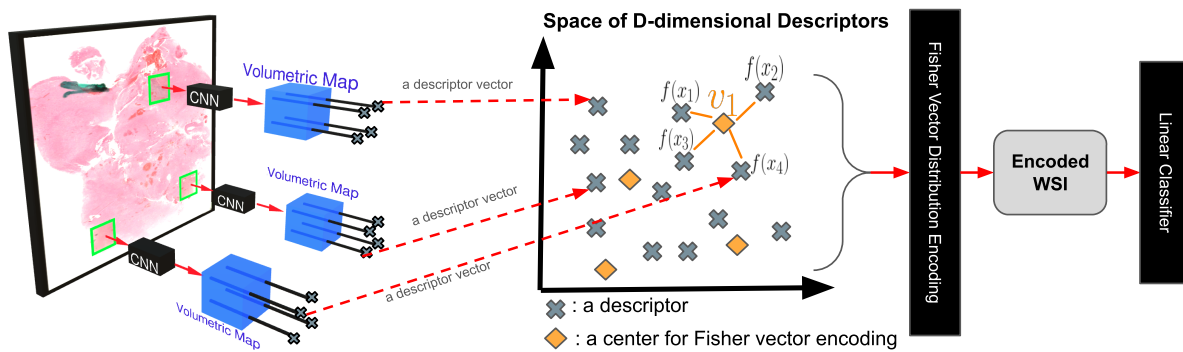 Space of D-dimensional Descriptors
Volumetric Map
CNN
a descriptor vector
f(x₁)
v₁
f(x₂)
f(x₃)
f(x₄)
Volumetric Map
CNN
a descriptor vector
CNN
Volumetric Map
a descriptor vector
: a descriptor
: a center for Fisher vector encoding
Fisher Vector Distribution Encoding
Encoded
WSI
Linear Classifier